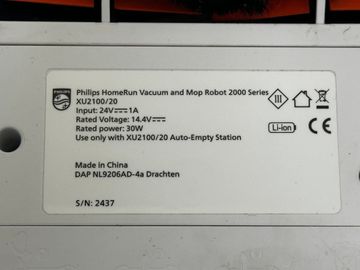 PHILIPS
Philips HomeRun Vacuum and Mop Robot 2000 Series
XU2100/20
Input: 24V⎓1A
Rated Voltage: 14.4V⎓
Rated power: 30W
Use only with XU2100/20 Auto-Empty Station
Li-ion
Made in China
DAP NL9206AD-4a Drachten
S/N: 2437